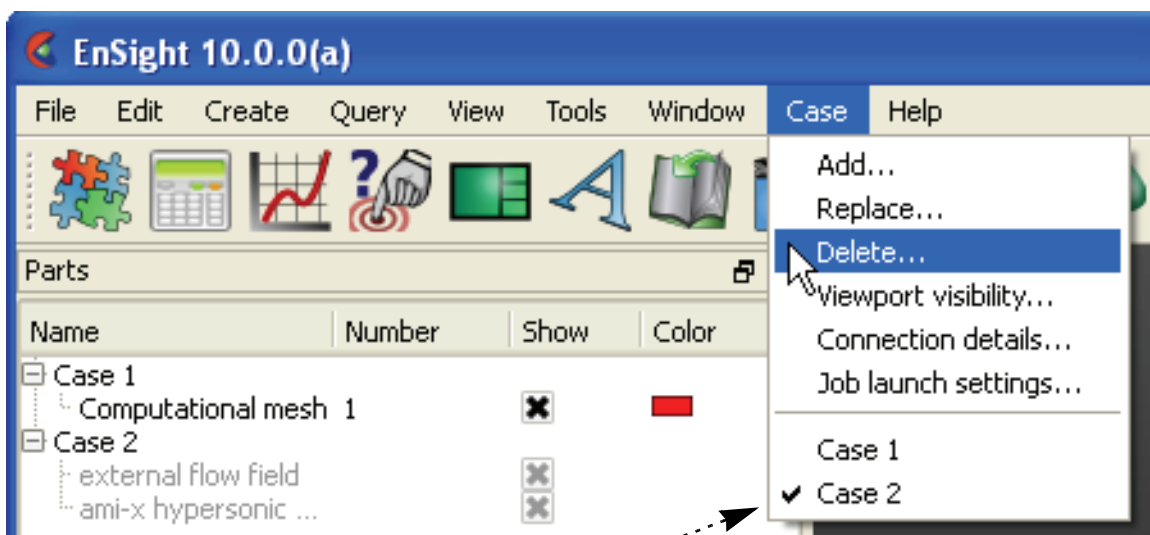 EnSight 10.0.0(a)
File Edit Create Query View Tools Window Case Help
Add...
Replace...
Delete...
Viewport visibility...
Connection details...
Job launch settings...
Case 1
Case 2
Parts
Name Number Show Color
Case 1
Computational mesh 1
Case 2
external flow field
ami-x hypersonic ...